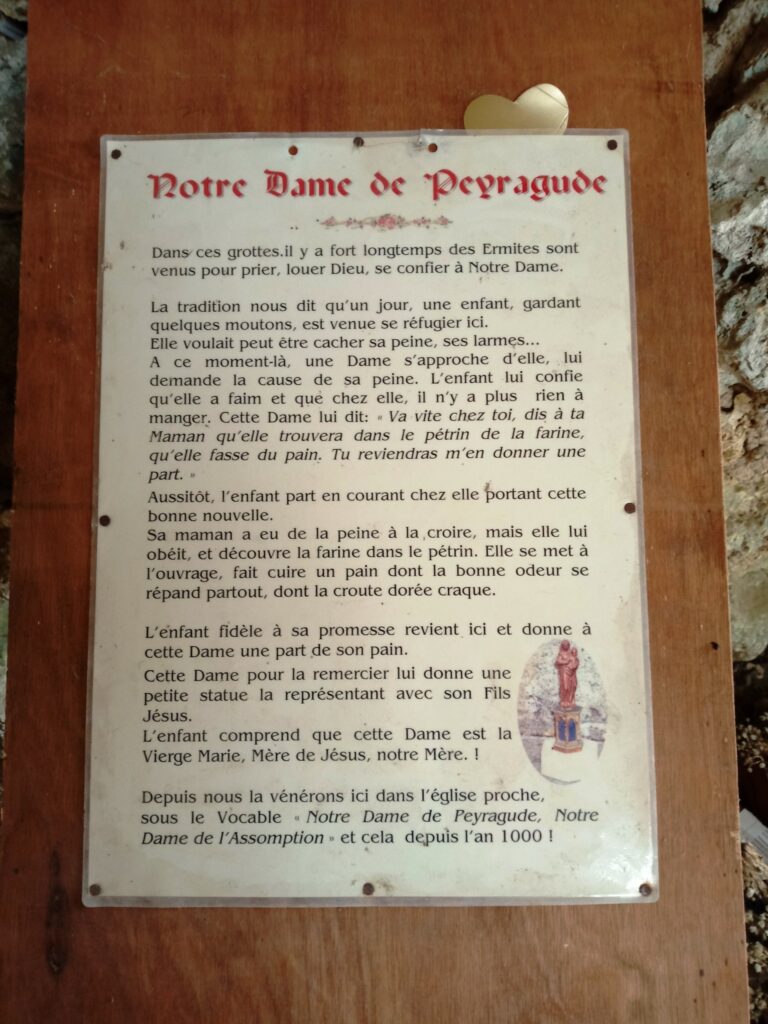 Notre Dame de Peyragude
Dans ces grottes.il y a fort longtemps des Ermites sont
venus pour prier, louer Dieu, se confier à Notre Dame.
La tradition nous dit qu'un jour, une enfant, gardant
quelques moutons, est venue se réfugier ici.
Elle voulait peut être cacher sa peine, ses larmes...
A ce moment-là, une Dame s'approche d'elle, lui
demande la cause de sa peine. L'enfant lui confie
qu'elle a faim et que chez elle, il n'y a plus rien à
manger. Cette Dame lui dit: « Va vite chez toi, dis à ta
Maman qu'elle trouvera dans le pétrin de la farine,
qu'elle fasse du pain. Tu reviendras m'en donner une
part. »
Aussitôt, l'enfant part en courant chez elle portant cette
bonne nouvelle.
Sa maman a eu de la peine à la croire, mais elle lui
obéit, et découvre la farine dans le pétrin. Elle se met à
l'ouvrage, fait cuire un pain dont la bonne odeur se
répand partout, dont la croute dorée craque.
L'enfant fidèle à sa promesse revient ici et donne à
cette Dame une part de son pain.
Cette Dame pour la remercier lui donne une
petite statue la représentant avec son Fils
Jésus.
L'enfant comprend que cette Dame est la
Vierge Marie, Mère de Jésus, notre Mère. !
Depuis nous la vénérons ici dans l'église proche,
sous le Vocable « Notre Dame de Peyragude, Notre
Dame de l'Assomption » et cela depuis l'an 1000 !